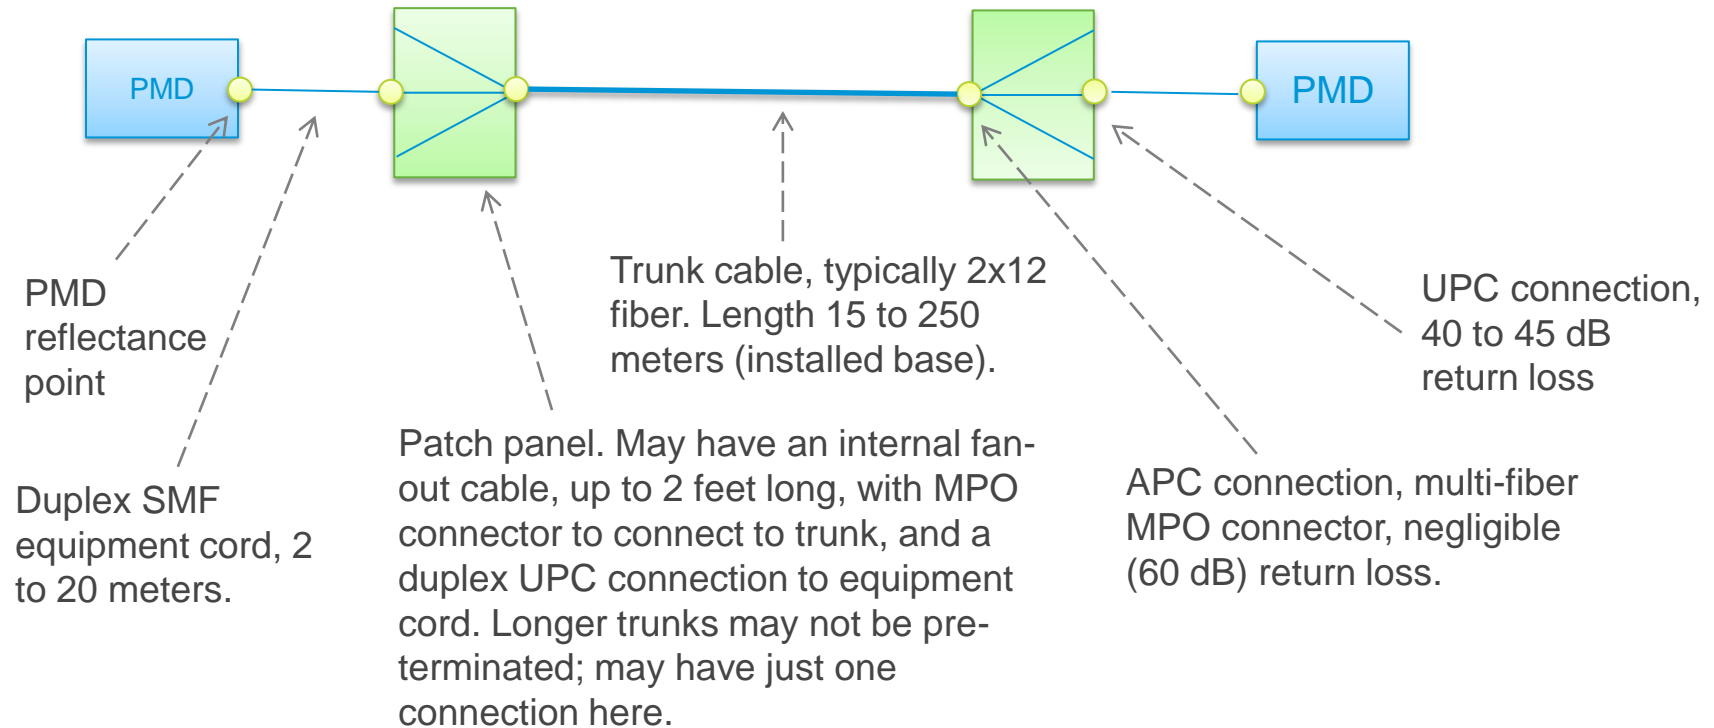 PMD
PMD
PMD
reflectance
point
Trunk cable, typically 2x12
fiber. Length 15 to 250
meters (installed base).
UPC connection,
40 to 45 dB
return loss
Duplex SMF
equipment cord, 2
to 20 meters.
Patch panel. May have an internal fan-
out cable, up to 2 feet long, with MPO
connector to connect to trunk, and a
duplex UPC connection to equipment
cord. Longer trunks may not be pre-
terminated; may have just one
connection here.
APC connection, multi-fiber
MPO connector, negligible
(60 dB) return loss.